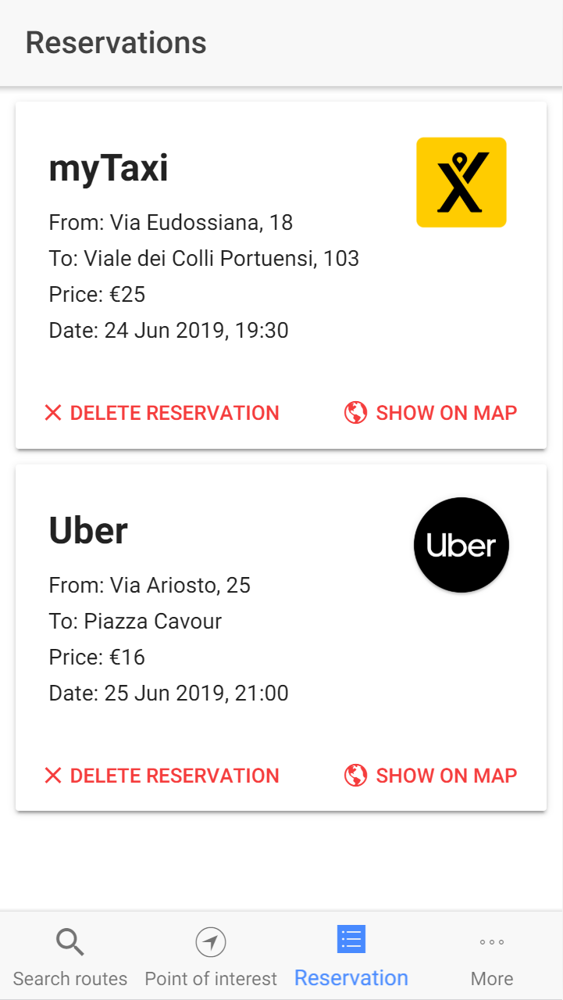 Reservations
myTaxi
From: Via Eudossiana, 18
To: Viale dei Colli Portuensi, 103
Price: €25
Date: 24 Jun 2019, 19:30
DELETE RESERVATION SHOW ON MAP
Uber
Uber
From: Via Ariosto, 25
To: Piazza Cavour
Price: €16
Date: 25 Jun 2019, 21:00
DELETE RESERVATION SHOW ON MAP
Search routes Point of interest Reservation More